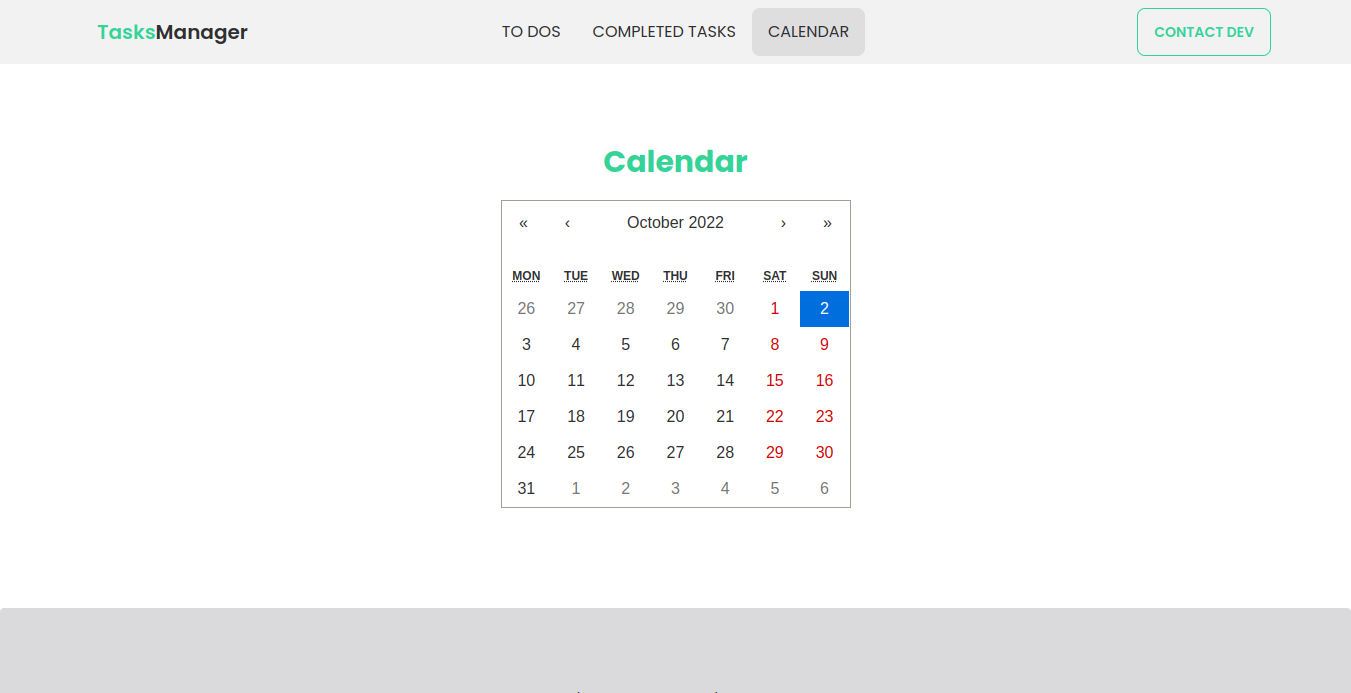 TasksManager
TO DOS COMPLETED TASKS CALENDAR
CONTACT DEV
Calendar
« ‹ October 2022 › »
MON TUE WED THU FRI SAT SUN
26 27 28 29 30 1 2
3 4 5 6 7 8 9
10 11 12 13 14 15 16
17 18 19 20 21 22 23
24 25 26 27 28 29 30
31 1 2 3 4 5 6